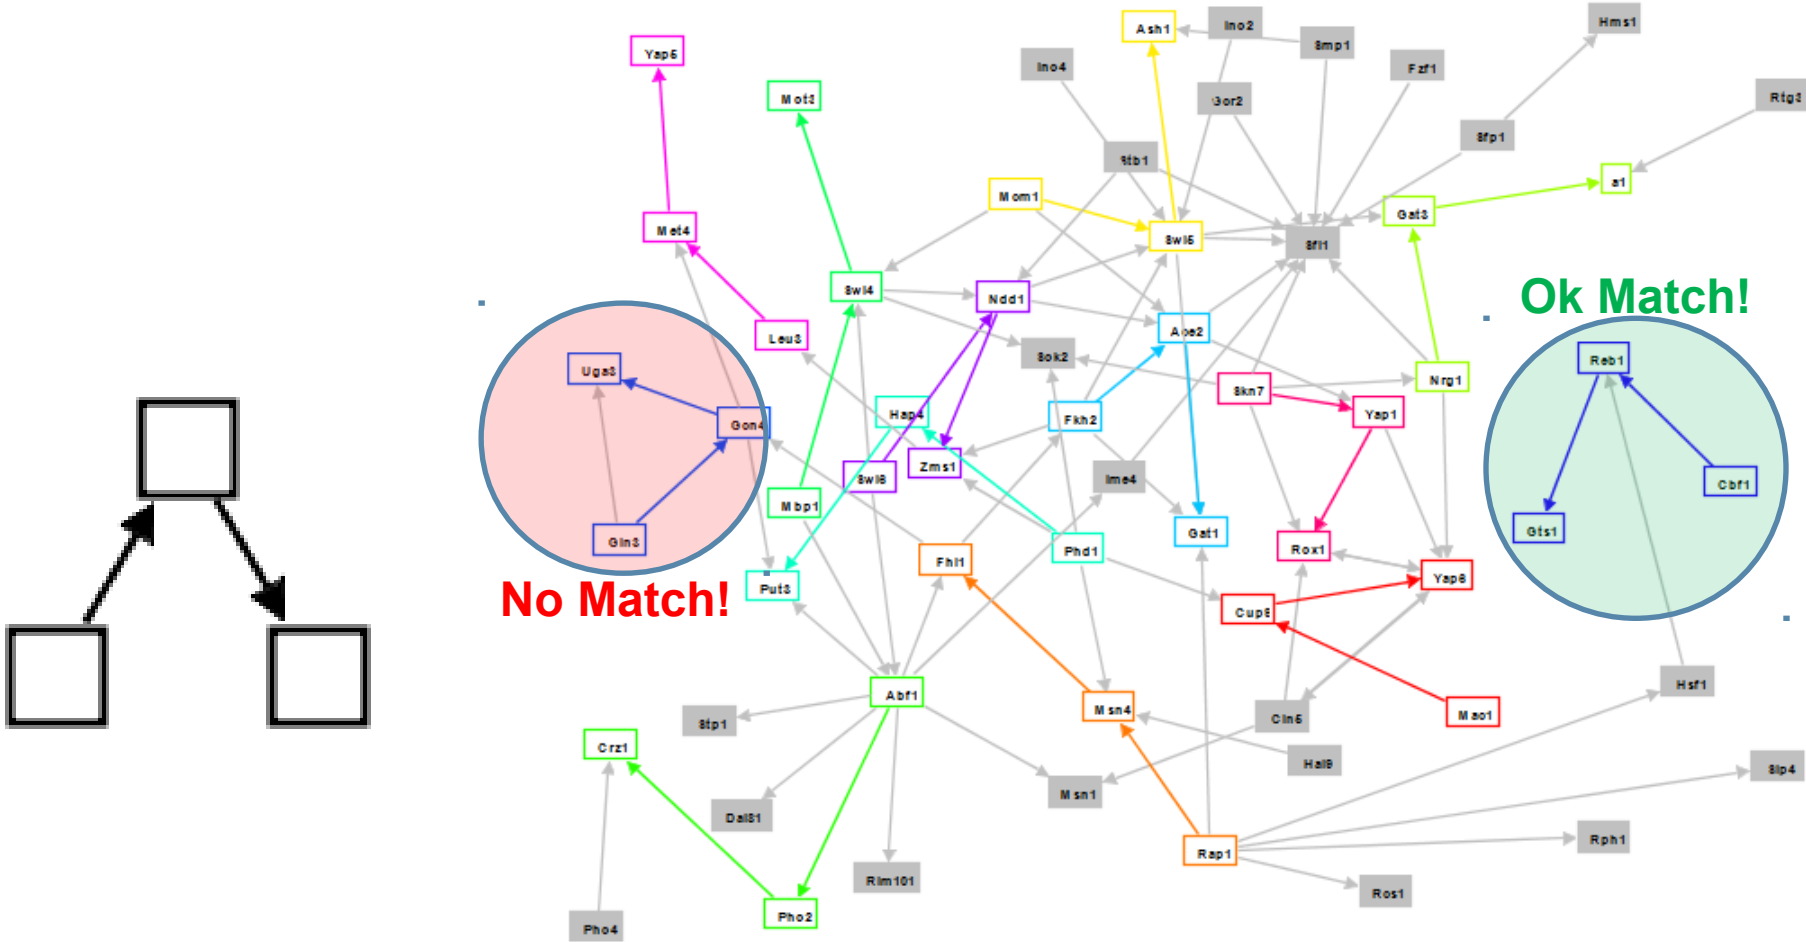 Ash1
Ino2
Hms1
Smp1
Yap5
Ino4
Fzf1
Mot3
Gor2
Rtg3
Sfp1
Stb1
a1
Mom1
Gat3
Met4
Swi5
Sfl1
Swi4
Ndd1
Ok Match!
Leu3
Ace2
Sok2
Reb1
Uga3
Nrg1
Skn7
Hap4
Yap1
Gcn4
Fkh2
Zms1
Swi6
Ime4
Cbf1
Mbp1
Gts1
Gat1
Gln3
Rox1
Phd1
Fhl1
No Match!
Put3
Yap6
Cup9
Abf1
Hsf1
Msn4
Mac1
Stp1
Cin5
Crz1
Hal9
Sip4
Msn1
Dal81
Rph1
Rap1
Rim101
Ros1
Pho2
Pho4